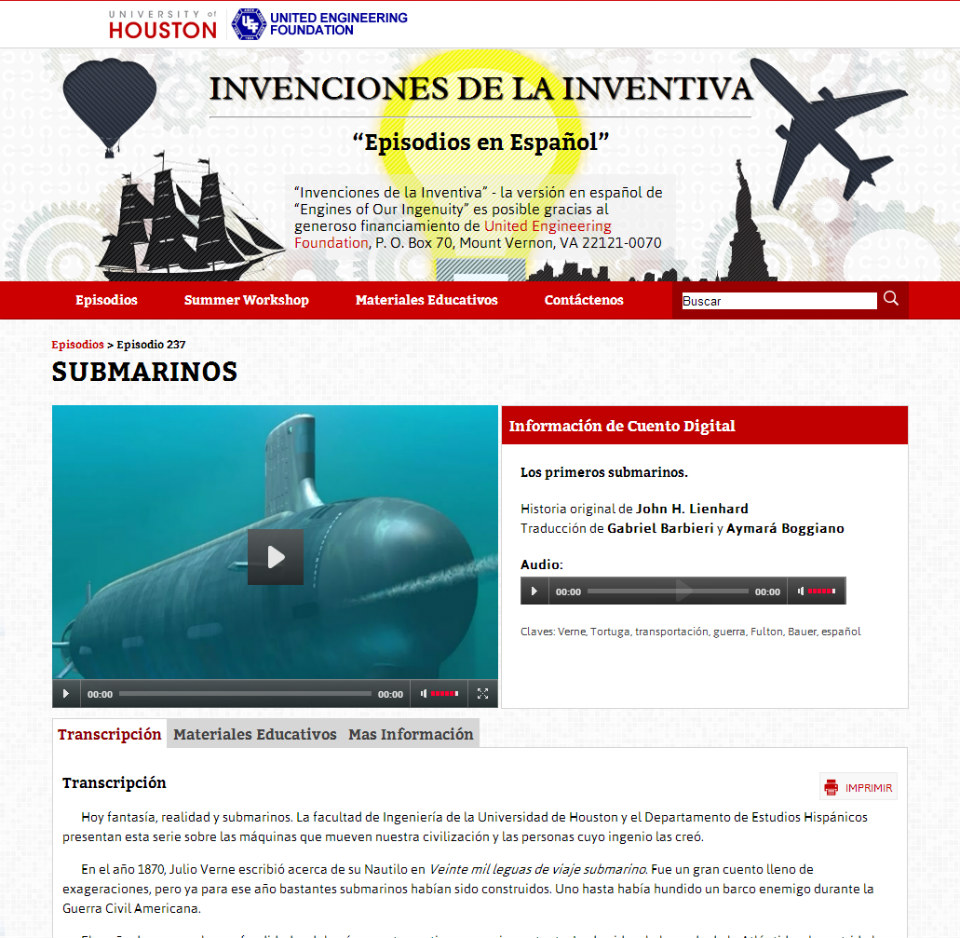 UNIVERSITY of
HOUSTON
UNITED ENGINEERING
FOUNDATION
INVENCIONES DE LA INVENTIVA
“Episodios en Español”
“Invenciones de la Inventiva” - la versión en español de
“Engines of Our Ingenuity” es posible gracias al
generoso financiamiento de United Engineering
Foundation, P. O. Box 70, Mount Vernon, VA 22121-0070
Episodios Summer Workshop Materiales Educativos Contáctenos Buscar
Episodios > Episodio 237
SUBMARINOS
Información de Cuento Digital
Los primeros submarinos.
Historia original de John H. Lienhard
Traducción de Gabriel Barbieri y Aymará Boggiano
Audio:
00:00 00:00
Claves: Verne, Tortuga, transportación, guerra, Fulton, Bauer, español
00:00 00:00
Transcripción Materiales Educativos Mas Información
Transcripción
IMPRIMIR
Hoy fantasía, realidad y submarinos. La facultad de Ingeniería de la Universidad de Houston y el Departamento de Estudios Hispánicos
presentan esta serie sobre las máquinas que mueven nuestra civilización y las personas cuyo ingenio las creó.
En el año 1870, Julio Verne escribió acerca de su Nautilo en Veinte mil leguas de viaje submarino. Fue un gran cuento lleno de
exageraciones, pero ya para ese año bastantes submarinos habían sido construidos. Uno hasta había hundido un barco enemigo durante la
Guerra Civil Americana.